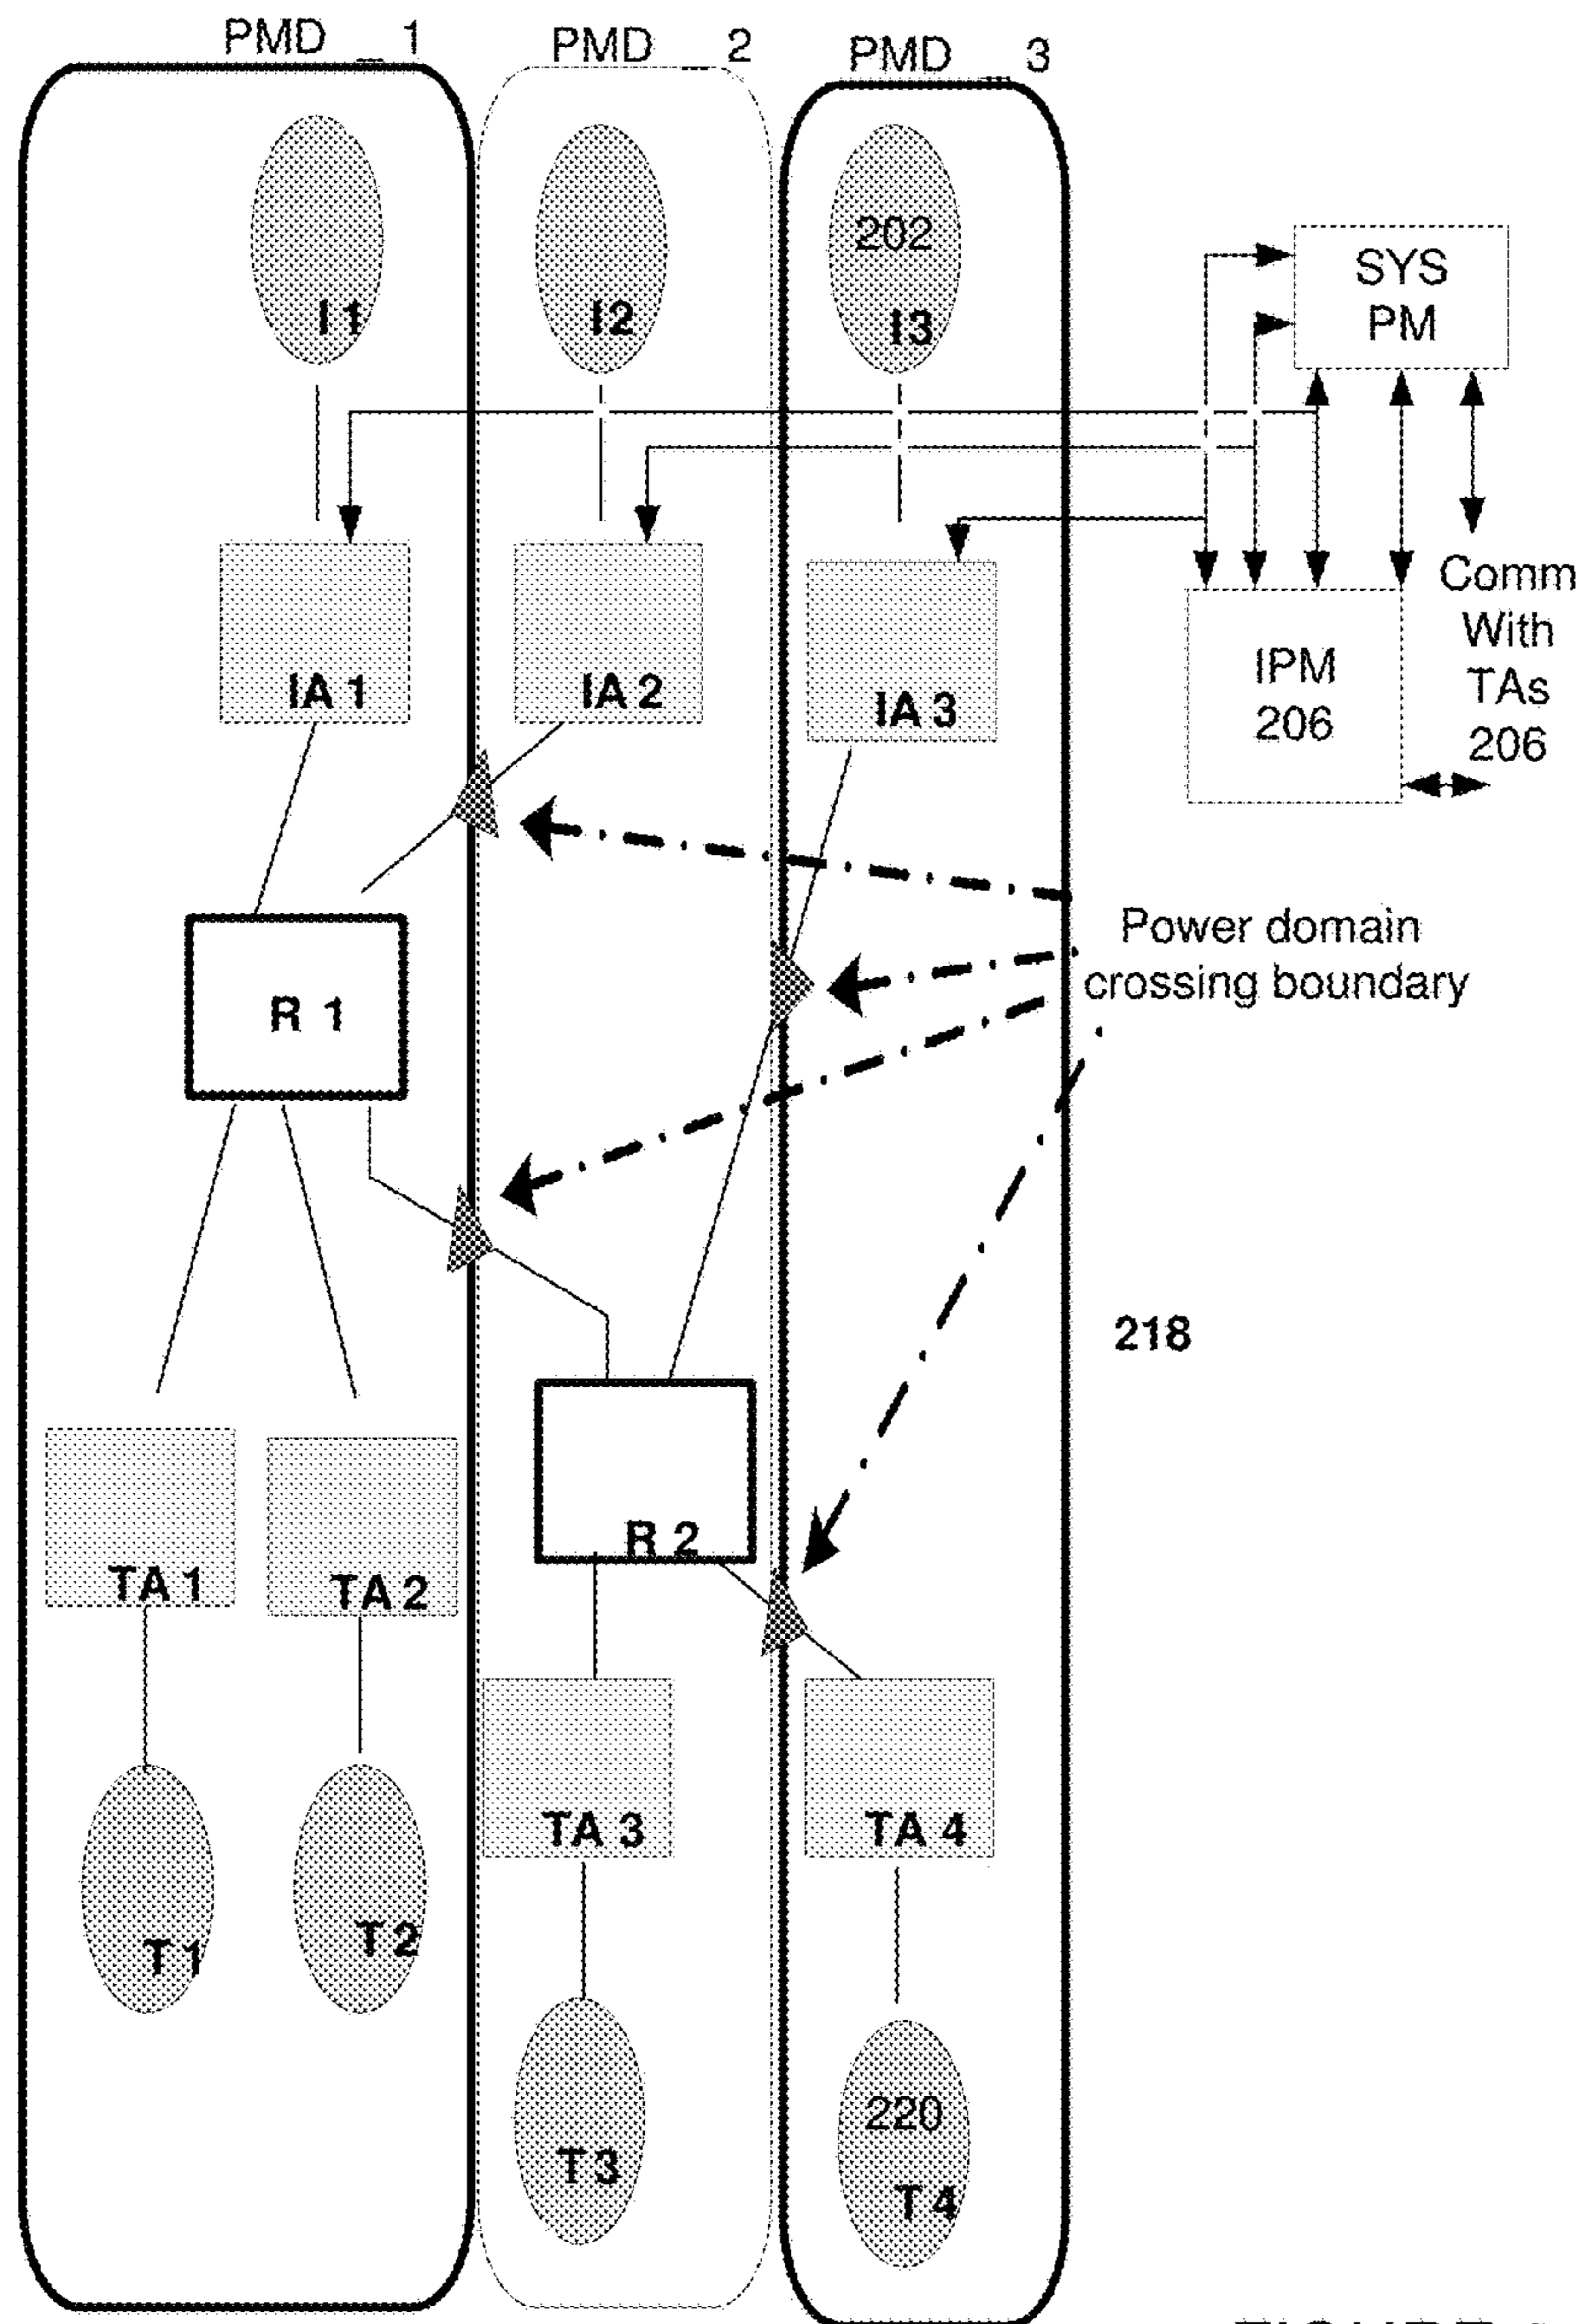 PMD _ 1
PMD _ 2
PMD _ 3
I1
I2
202
I3
SYS
PM
IA 1
IA 2
IA 3
IPM
206
Comm
With
TAs
206
R 1
Power domain
crossing boundary
218
R 2
TA 1
TA 2
TA 3
TA 4
T1
T2
T3
220
T4